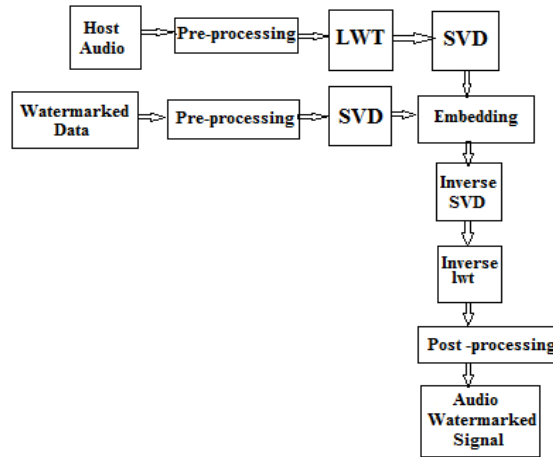 Host
Audio
Pre-processing
LWT
SVD
Watermarked
Data
Pre-processing
SVD
Embedding
Inverse
SVD
Inverse
lwt
Post -processing
Audio
Watermarked
Signal